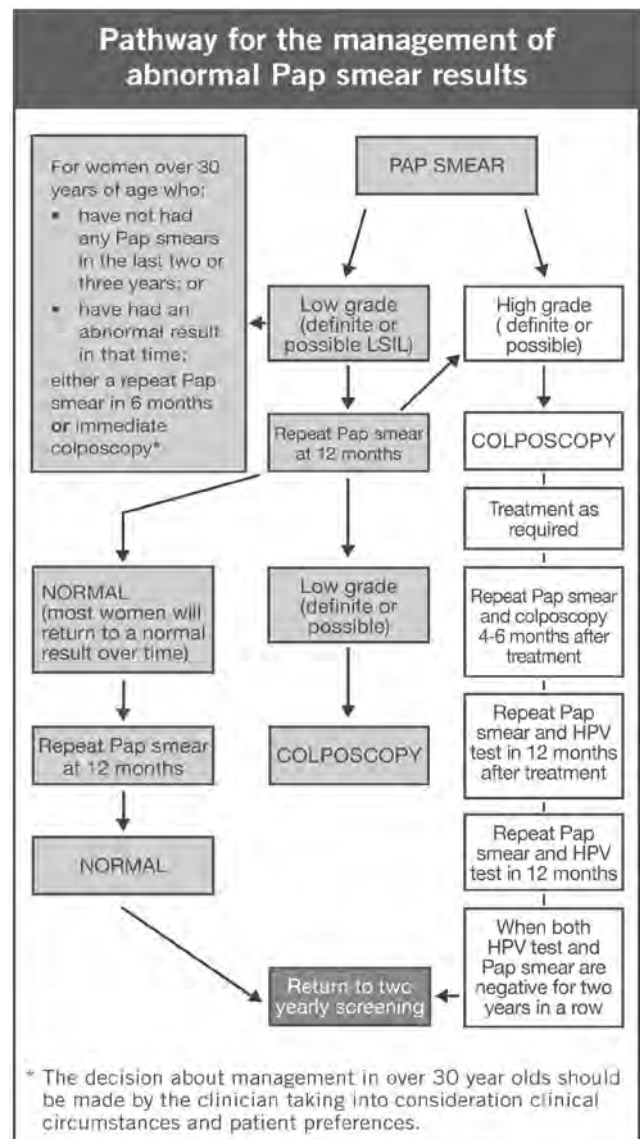 Pathway for the management of
abnormal Pap smear results
For women over 30
years of age who:
• have not had
any Pap smears
in the last two or
three years; or
• have had an
abnormal result
in that time;
either a repeat Pap
smear in 6 months
or immediate
colposcopy*
PAP SMEAR
Low grade
(definite or
possible LSIL)
High grade
( definite or
possible)
Repeat Pap smear
at 12 months
COLPOSCOPY
Treatment as
required
NORMAL
(most women will
return to a normal
result over time)
Low grade
(definite or
possible)
Repeat Pap smear
and colposcopy
4-6 months after
treatment
Repeat Pap smear
at 12 months
COLPOSCOPY
Repeat Pap
smear and HPV
test in 12 months
after treatment
NORMAL
Repeat Pap
smear and HPV
test in 12 months
When both
HPV test and
Pap smear are
negative for two
years in a row
Return to two
yearly screening
* The decision about management in over 30 year olds should
be made by the clinician taking into consideration clinical
circumstances and patient preferences.